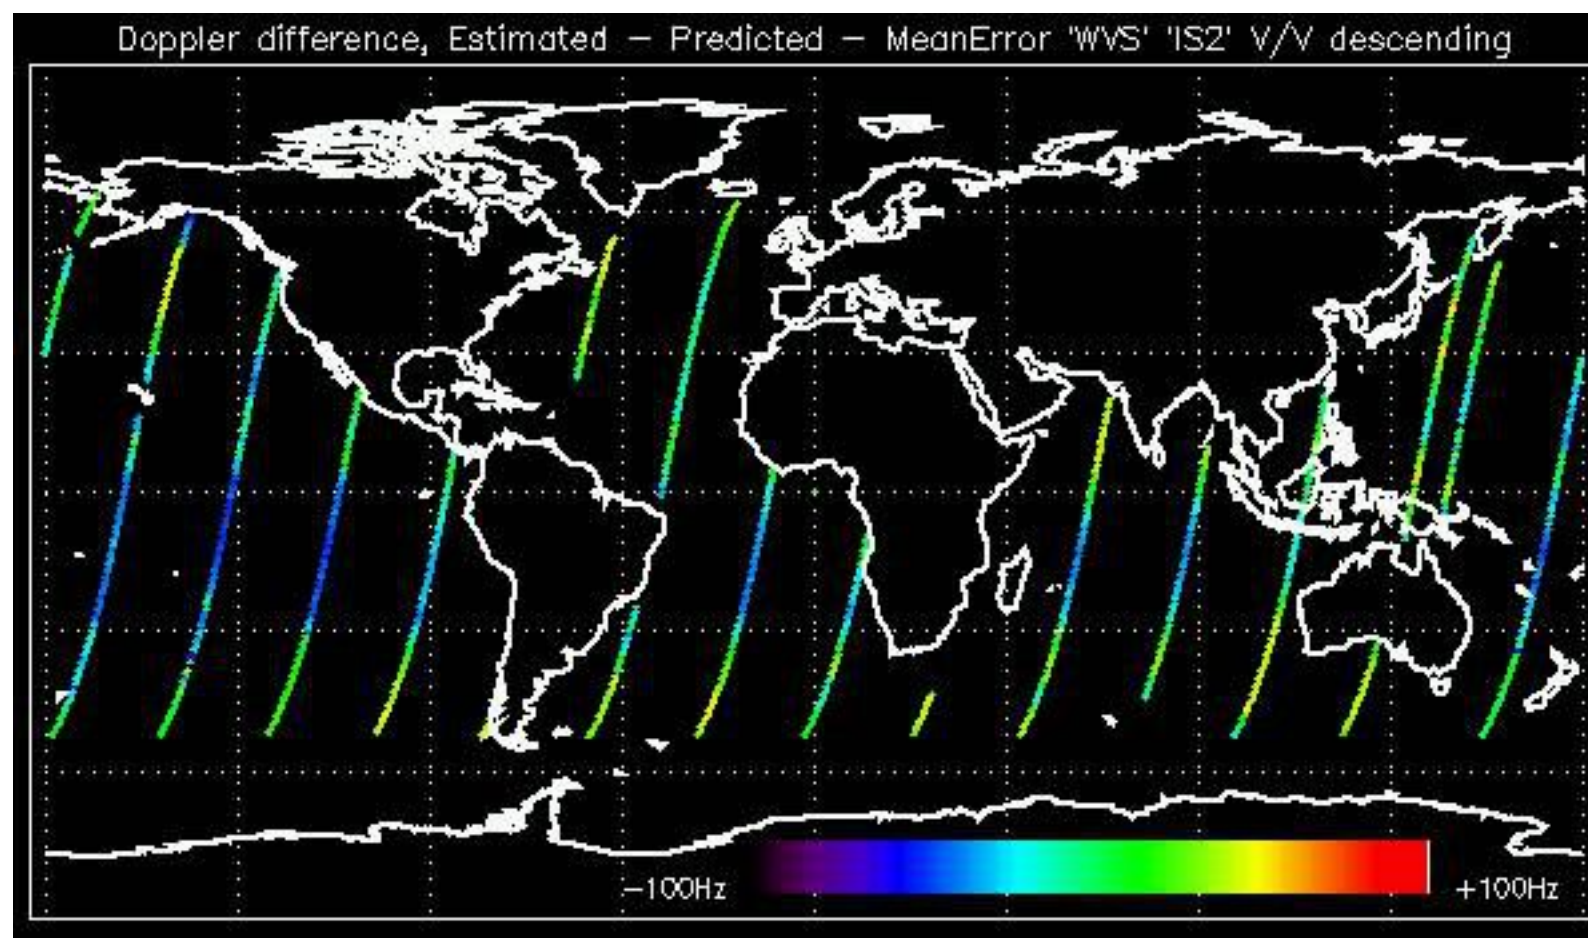 Doppler difference, Estimated – Predicted – MeanError 'WVS' 'IS2' V/V descending
–100Hz +100Hz